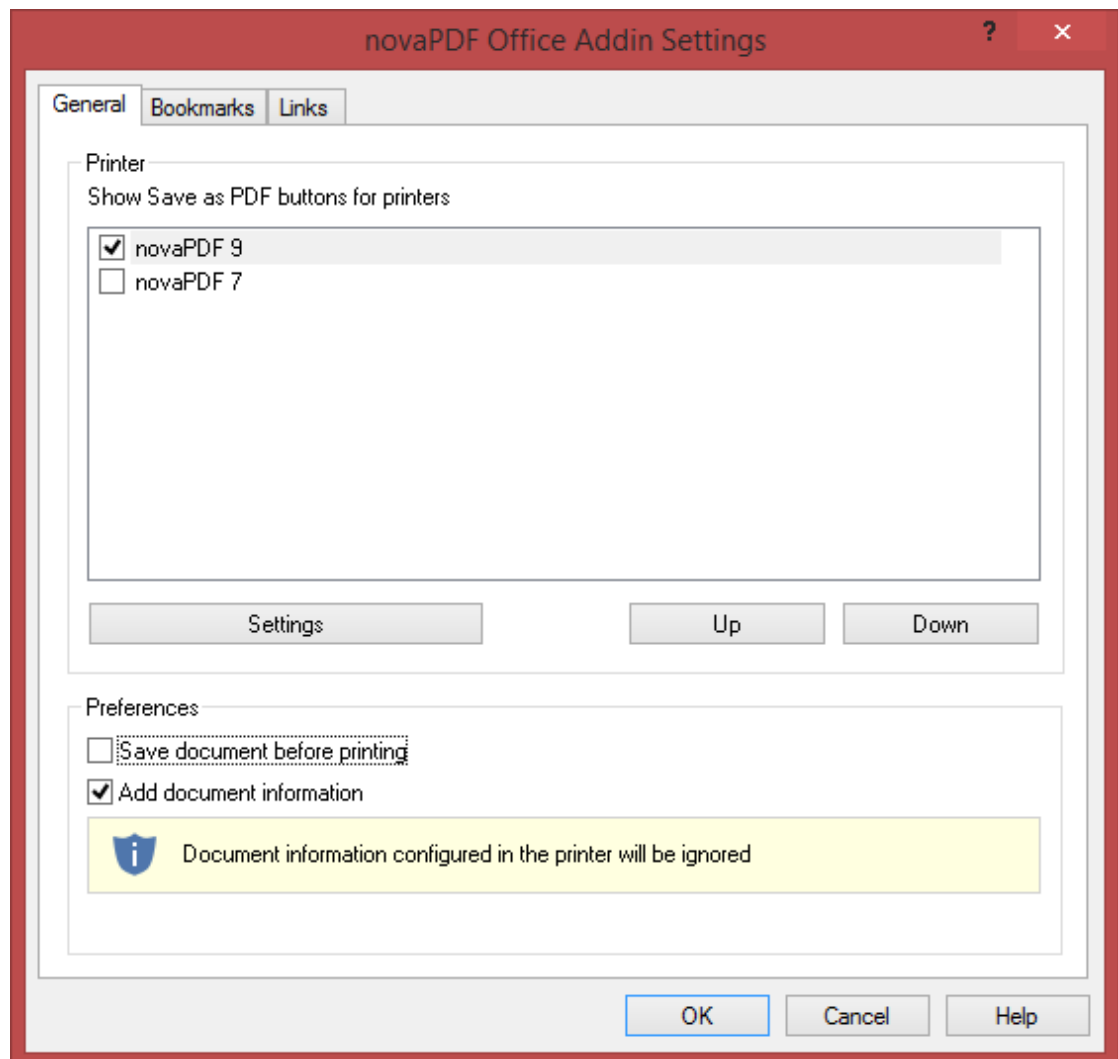 novaPDF Office Addin Settings
?
General
Bookmarks
Links
Printer
Show Save as PDF buttons for printers
novaPDF 9
novaPDF 7
Settings
Up
Down
Preferences
Save document before printing
Add document information
Document information configured in the printer will be ignored
OK
Cancel
Help